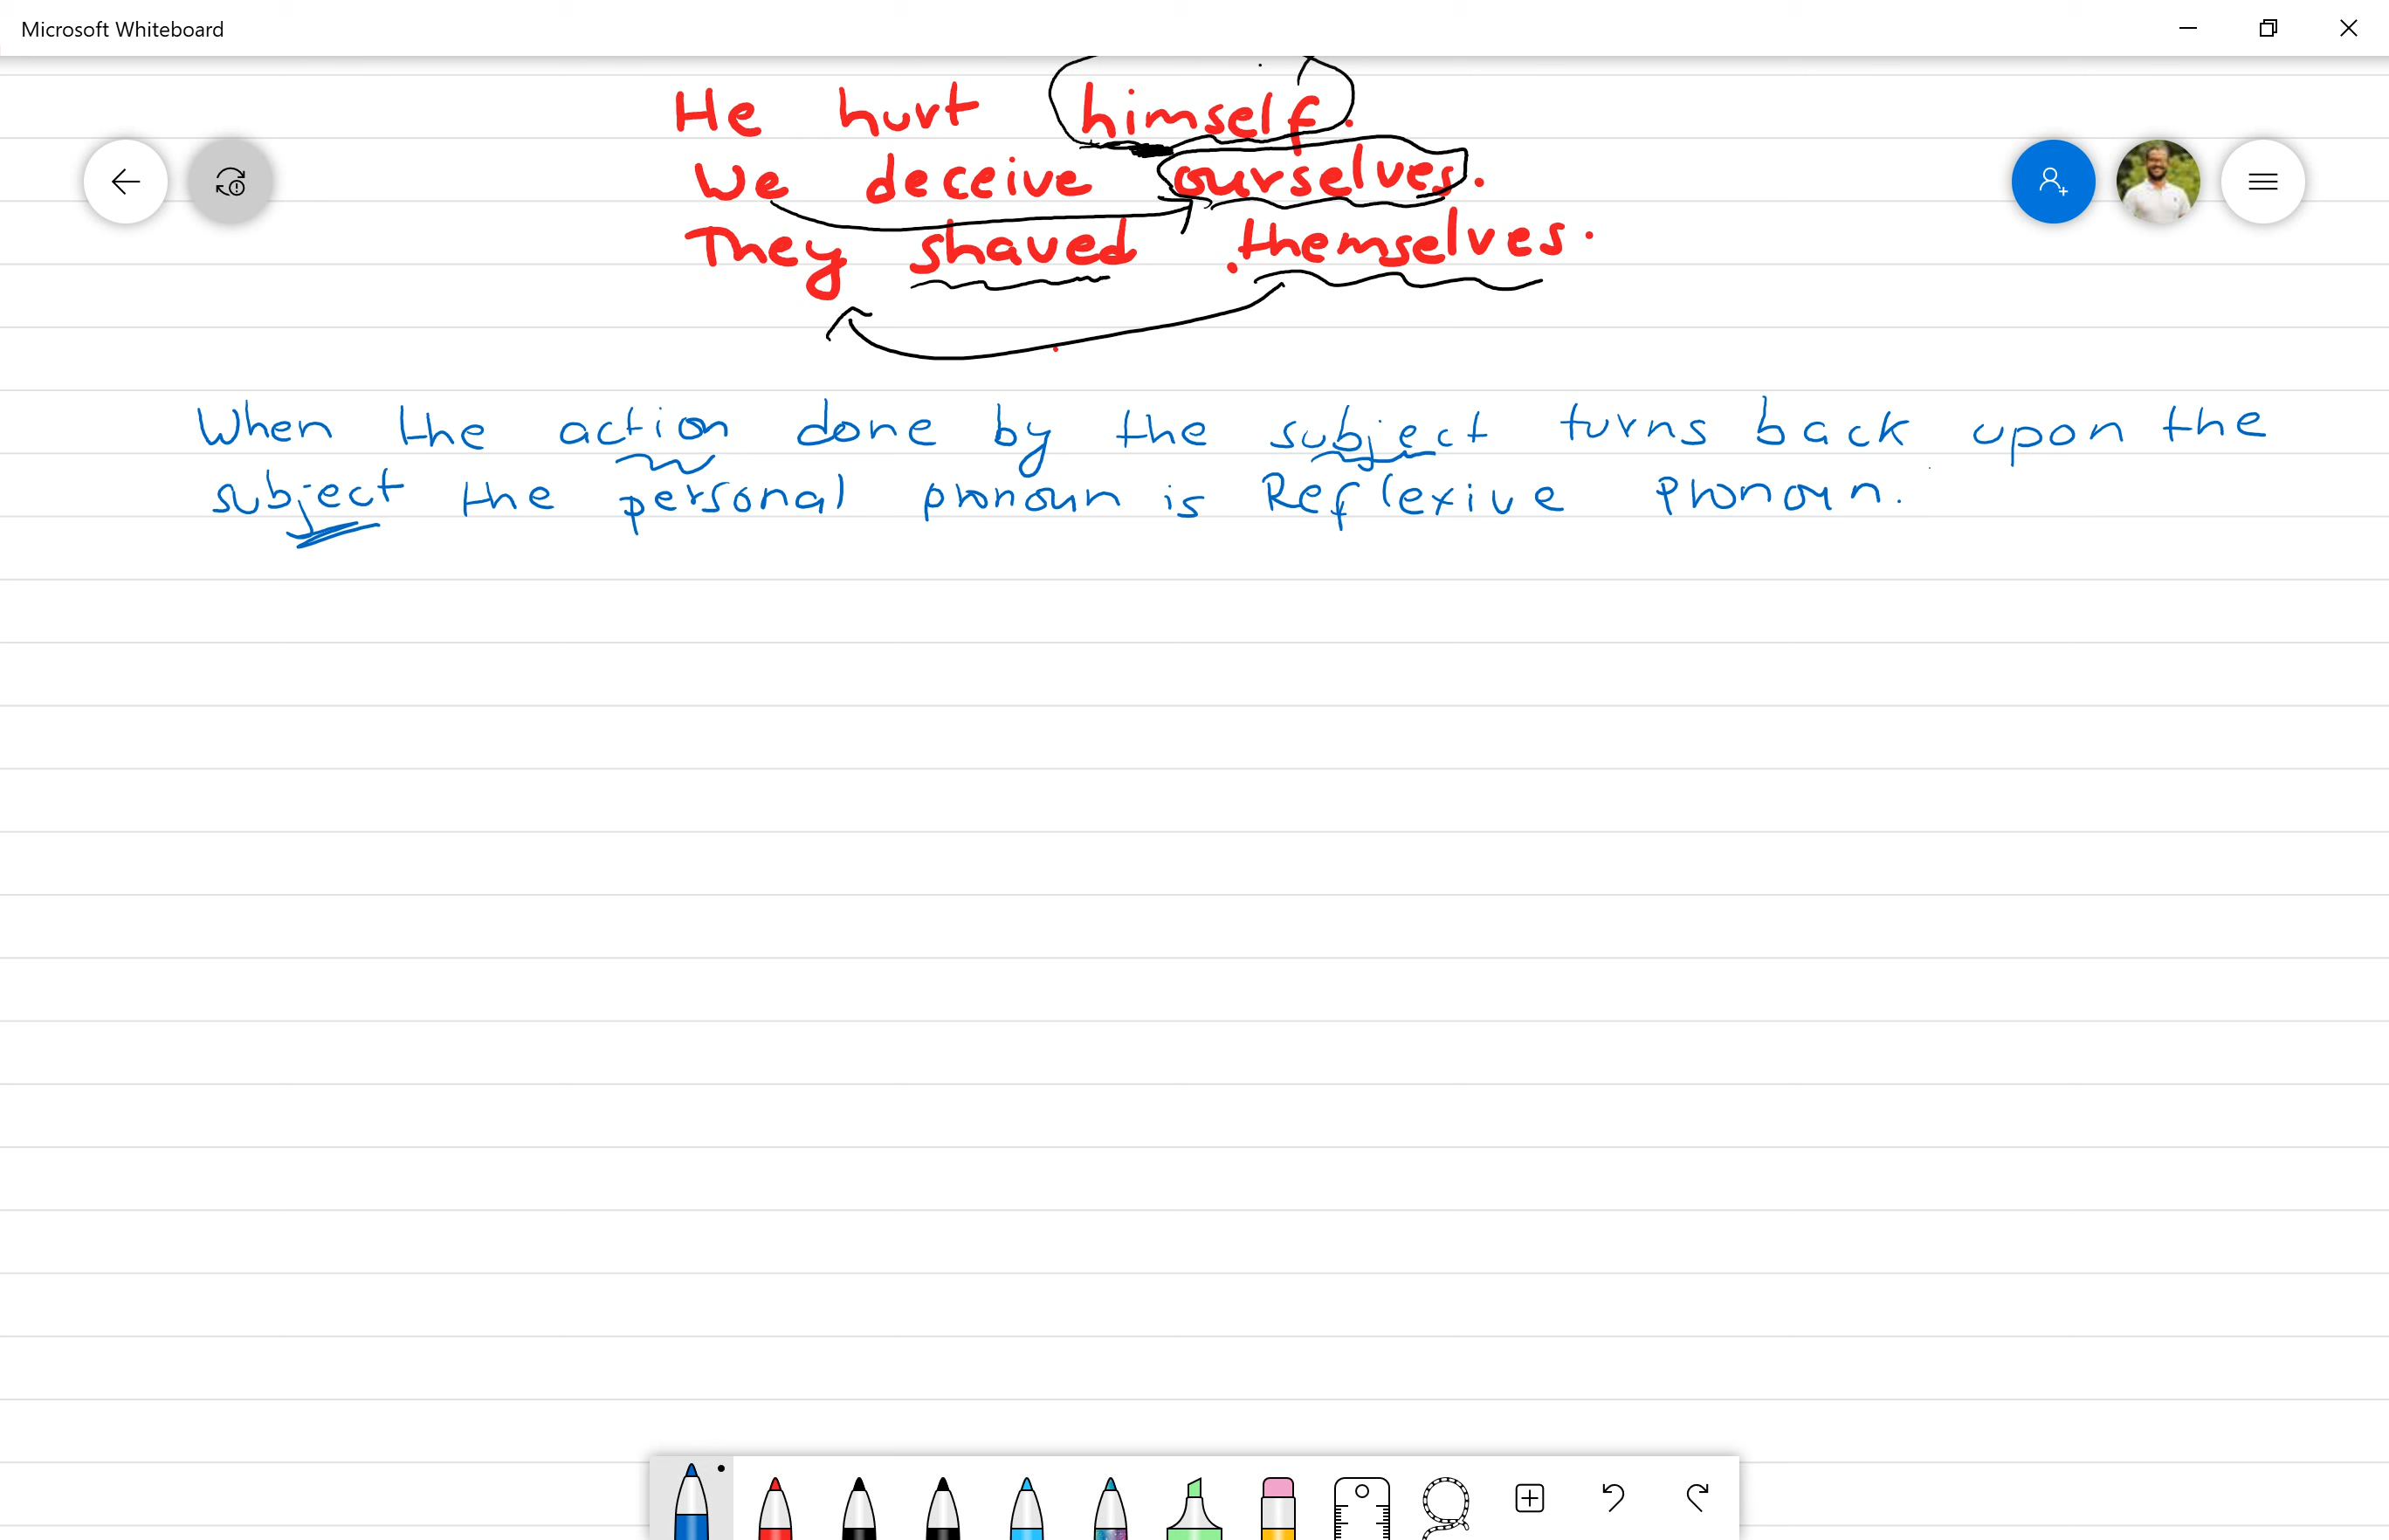 Microsoft Whiteboard
He hurt himself.
We deceive ourselves.
They shaved themselves.
When the action done by the subject turns back upon the
subject the personal pronoun is Reflexive Pronoun.